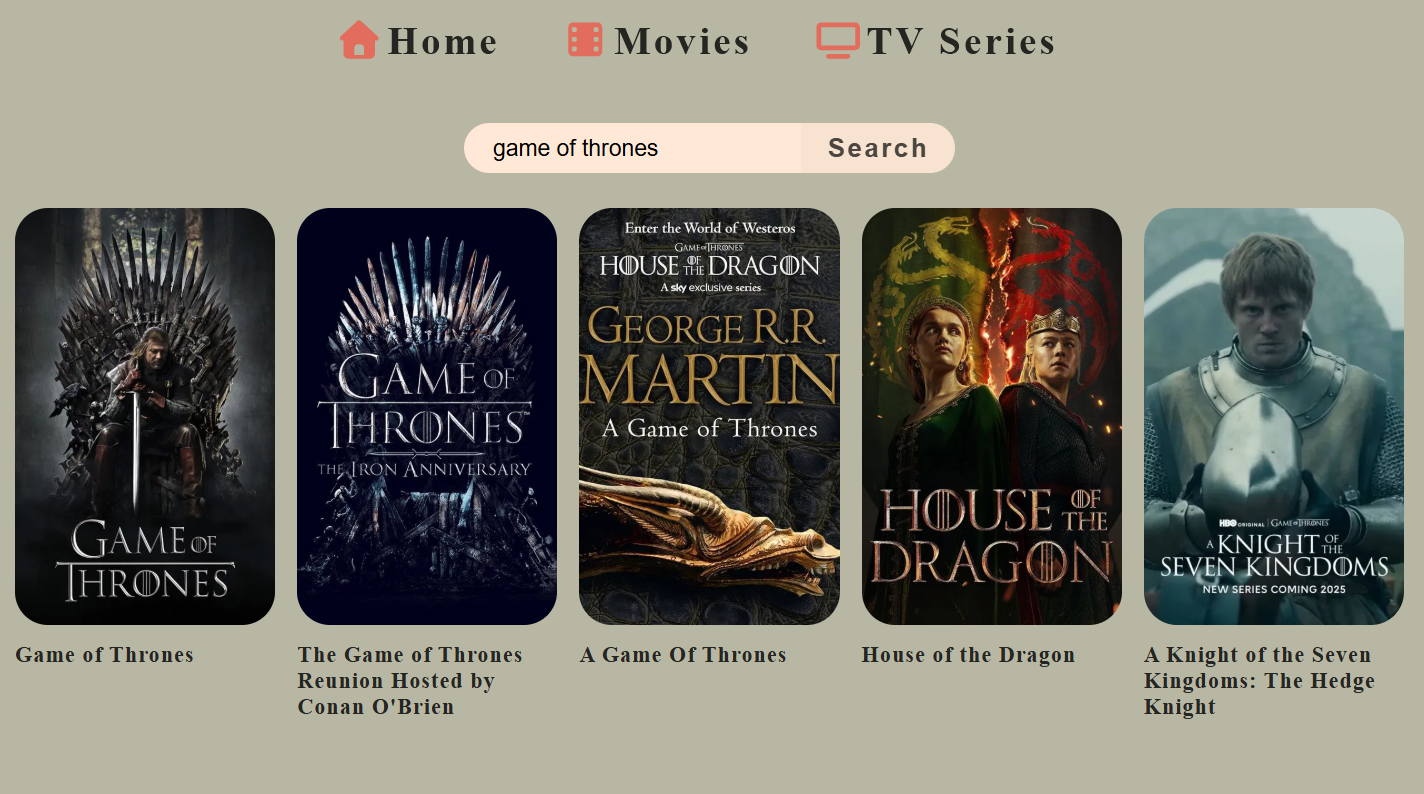 Home
Movies
TV Series
game of thrones
Search
GAME OF
THRONES
GAME OF
THRONES™
THE IRON ANNIVERSARY
Enter the World of Westeros
GAME OF THRONES
HOUSE OF THE DRAGON
A sky exclusive series
GEORGE R.R.
MARTIN
A Game of Thrones
HOUSE OF THE
DRAGON
HBO ORIGINAL | GAME OF THRONES
A KNIGHT OF THE
SEVEN KINGDOMS
NEW SERIES COMING 2025
Game of Thrones
The Game of Thrones
Reunion Hosted by
Conan O'Brien
A Game Of Thrones
House of the Dragon
A Knight of the Seven
Kingdoms: The Hedge
Knight